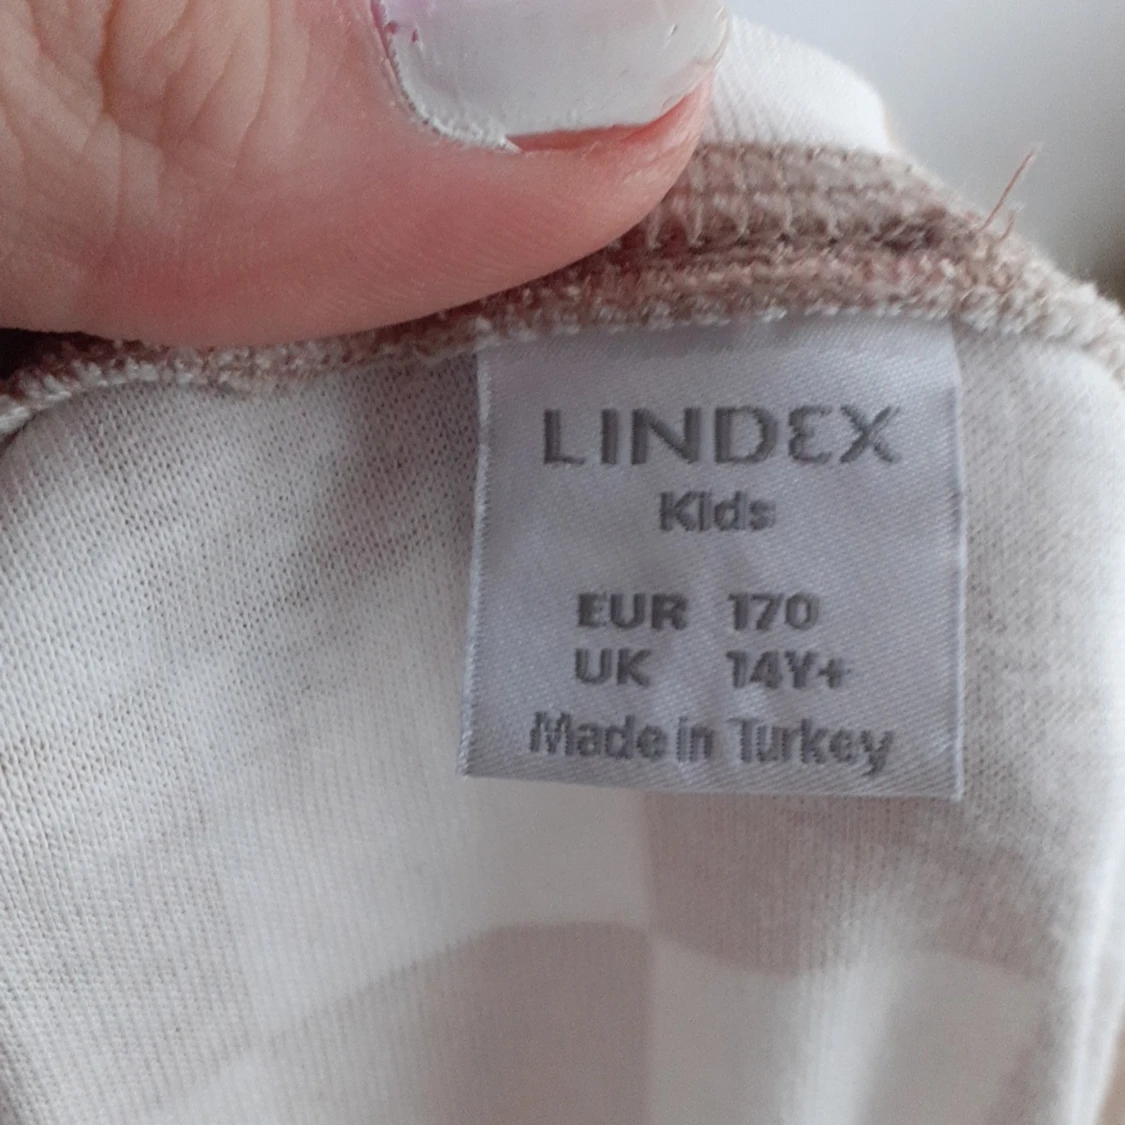 LINDEX
Kids
EUR 170
UK 14Y+
Made in Turkey